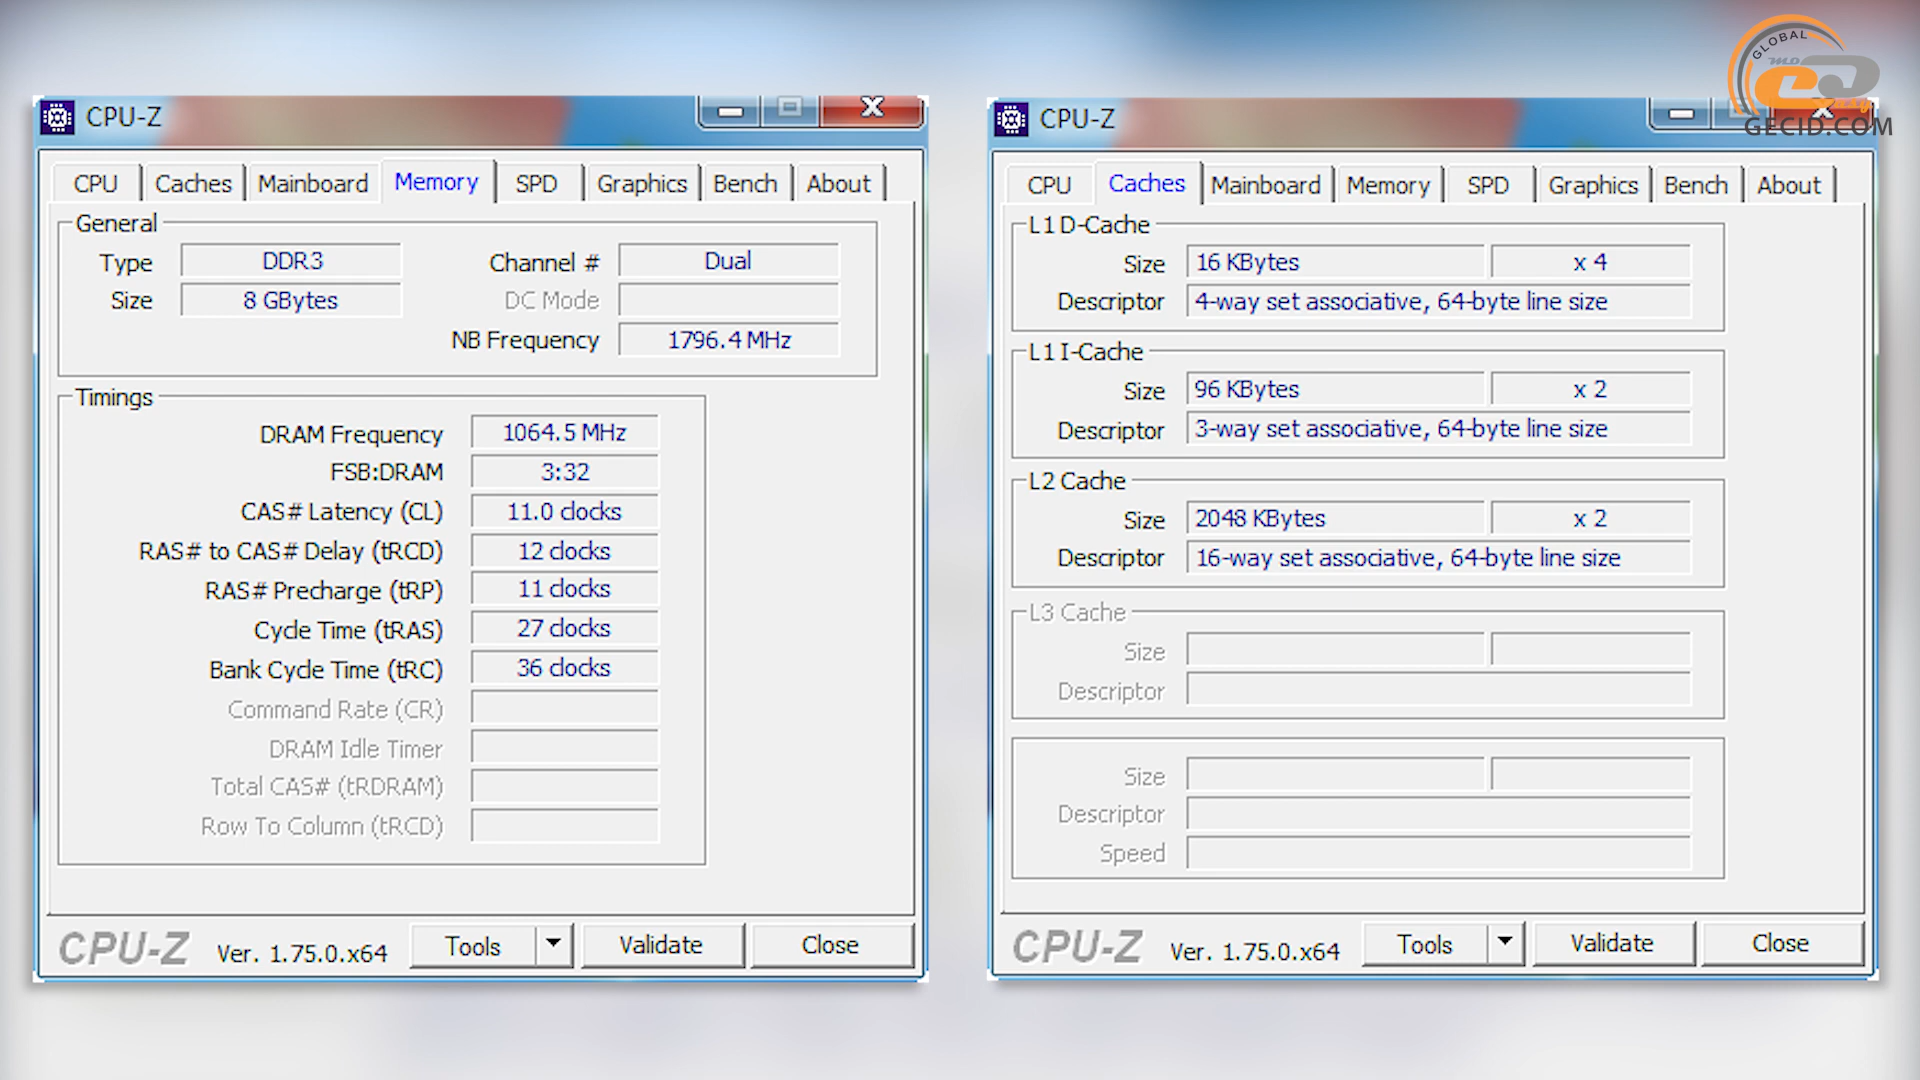 GLOBAL
GECID.COM
CPU-Z
CPU Caches Mainboard Memory SPD Graphics Bench About
General
Type DDR3 Channel # Dual
Size 8 GBytes DC Mode
NB Frequency 1796.4 MHz
Timings
DRAM Frequency 1064.5 MHz
FSB:DRAM 3:32
CAS# Latency (CL) 11.0 clocks
RAS# to CAS# Delay (tRCD) 12 clocks
RAS# Precharge (tRP) 11 clocks
Cycle Time (tRAS) 27 clocks
Bank Cycle Time (tRC) 36 clocks
Command Rate (CR)
DRAM Idle Timer
Total CAS# (tRDRAM)
Row To Column (tRCD)
CPU-Z Ver. 1.75.0.x64 Tools Validate Close
CPU-Z
CPU Caches Mainboard Memory SPD Graphics Bench About
L1 D-Cache
Size 16 KBytes x 4
Descriptor 4-way set associative, 64-byte line size
L1 I-Cache
Size 96 KBytes x 2
Descriptor 3-way set associative, 64-byte line size
L2 Cache
Size 2048 KBytes x 2
Descriptor 16-way set associative, 64-byte line size
L3 Cache
Size
Descriptor
Size
Descriptor
Speed
CPU-Z Ver. 1.75.0.x64 Tools Validate Close